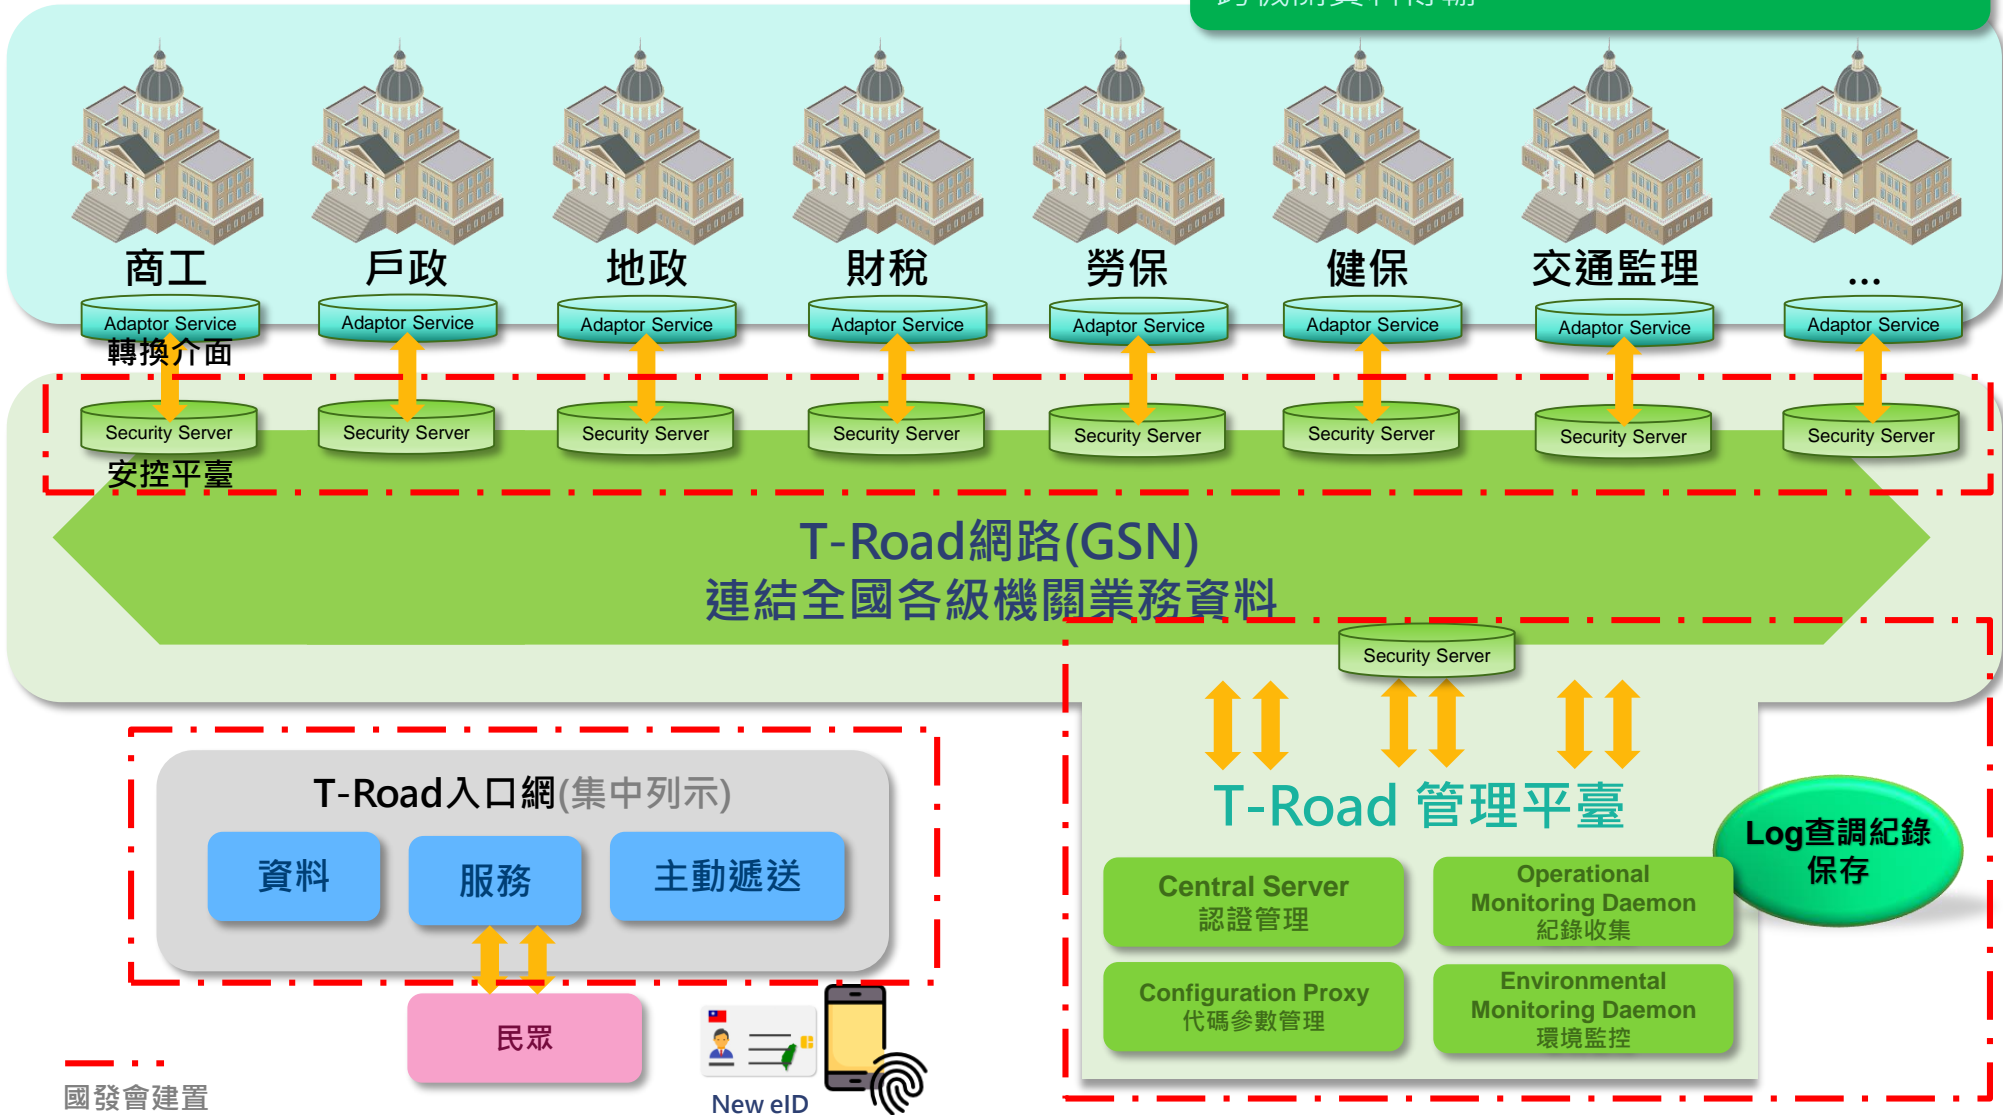 跨機關資料傳輸
商工
戶政
地政
財稅
勞保
健保
交通監理
...
Adaptor Service
Adaptor Service
Adaptor Service
Adaptor Service
Adaptor Service
Adaptor Service
Adaptor Service
Adaptor Service
轉換介面
Security Server
Security Server
Security Server
Security Server
Security Server
Security Server
Security Server
Security Server
安控平臺
T-Road網路(GSN)
連結全國各級機關業務資料
Security Server
T-Road入口網(集中列示)
資料
服務
主動遞送
民眾
New eID
國發會建置
T-Road 管理平臺
Log查調紀錄
保存
Central Server
認證管理
Operational
Monitoring Daemon
紀錄收集
Configuration Proxy
代碼參數管理
Environmental
Monitoring Daemon
環境監控